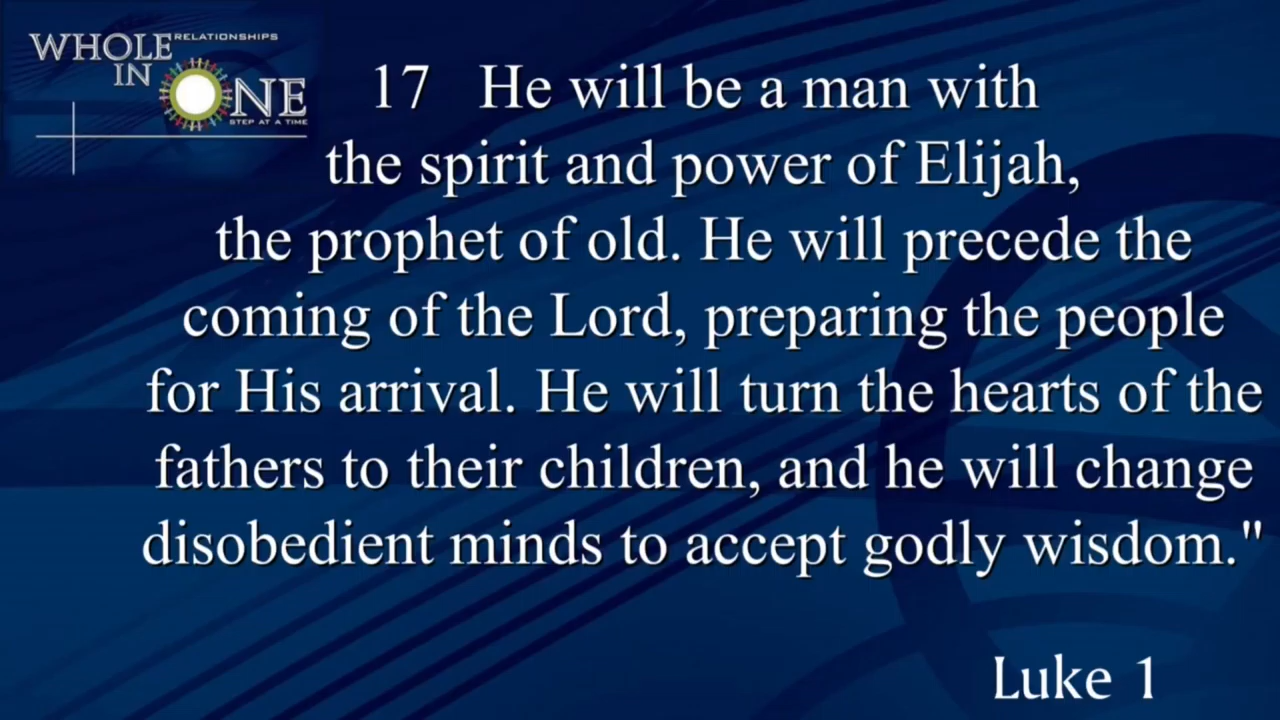 WHOLE RELATIONSHIPS
IN ONE
STEP AT A TIME
17 He will be a man with
the spirit and power of Elijah,
the prophet of old. He will precede the
coming of the Lord, preparing the people
for His arrival. He will turn the hearts of the
fathers to their children, and he will change
disobedient minds to accept godly wisdom."
Luke 1